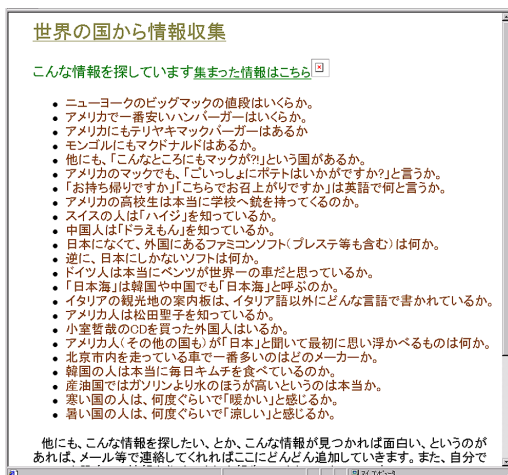 世界の国から情報収集
こんな情報を探しています集まった情報はこちら
ニューヨークのビッグマックの値段はいくらか。
アメリカで一番安いハンバーガーはいくらか。
アメリカにもテリヤキマックバーガーはあるか
モンゴルにもマクドナルドはあるか。
他にも、「こんなところにもマックが?!」という国があるか。
アメリカのマックでも、「ごいっしょにポテトはいかがですか?」と言うか。
「お持ち帰りですか」「こちらでお召上がりですか」は英語で何と言うか。
アメリカの高校生は本当に学校へ銃を持ってくるのか。
スイスの人は「ハイジ」を知っているか。
中国人は「ドラえもん」を知っているか。
日本になくて、外国にあるファミコンソフト(プレステ等も含む)は何か。
逆に、日本にしかないソフトは何か。
ドイツ人は本当にベンツが世界一の車だと思っているか。
「日本海」は韓国や中国でも「日本海」と呼ぶのか。
イタリアの観光地の案内板は、イタリア語以外にどんな言語で書かれているか。
アメリカ人は松田聖子を知っているか。
小室哲哉のCDを買った外国人はいるか。
アメリカ人(その他の国も)が「日本」と聞いて最初に思い浮かべるものは何か。
北京市内を走っている車で一番多いのはどのメーカーか。
韓国の人は本当に毎日キムチを食べているのか。
産油国ではガソリンより水のほうが高いというのは本当か。
寒い国の人は、何度ぐらいで「暖かい」と感じるか。
暑い国の人は、何度ぐらいで「涼しい」と感じるか。
他にも、こんな情報を探したい、とか、こんな情報が見つかれば面白い、というのが
あれば、メール等で連絡してくれればここにどんどん追加していきます。また、自分で